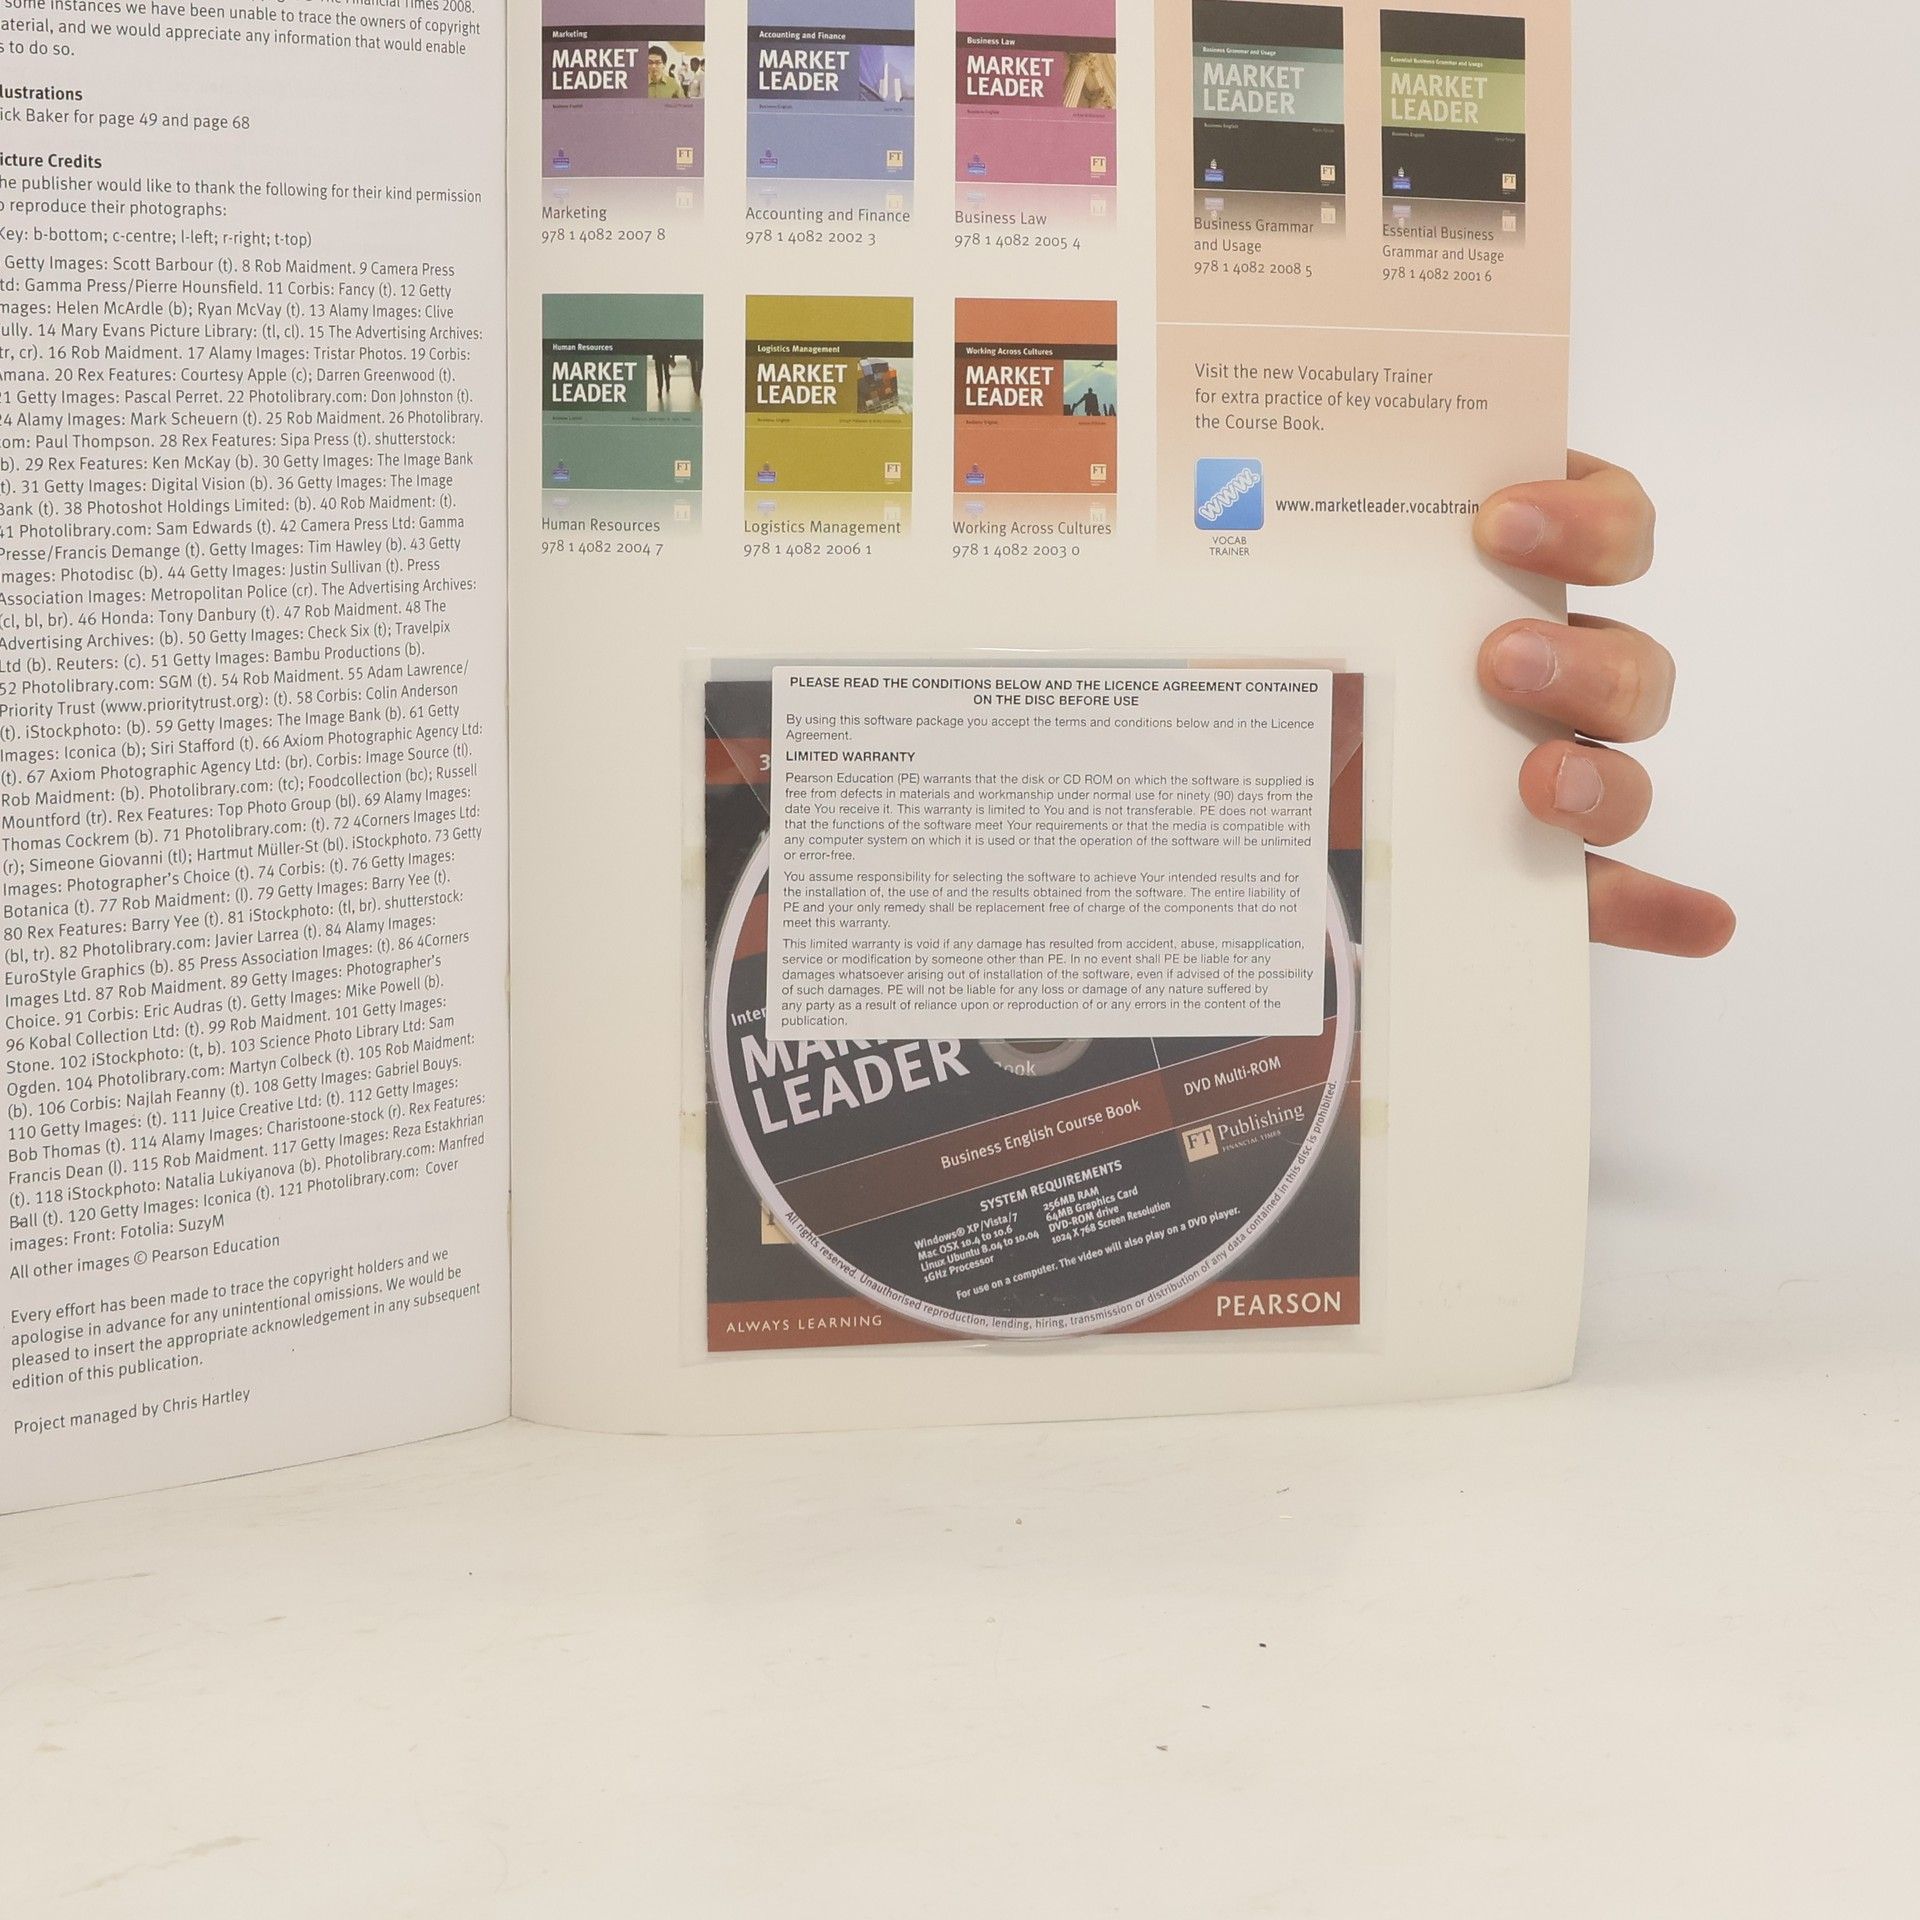 some instances we have been unable to trace the owners of copyright
aterial, and we would appreciate any information that would enable
s to do so.
lustrations
ick Baker for page 49 and page 68
icture Credits
he publisher would like to thank the following for their kind permission
o reproduce their photographs:
Key: b-bottom; c-centre; l-left; r-right; t-top)
Getty Images: Scott Barbour (t). 8 Rob Maidment. 9 Camera Press
td: Gamma Press/Pierre Hounsfield. 11 Corbis: Fancy (t). 12 Getty
mages: Helen McArdle (b); Ryan McVay (t). 13 Alamy Images: Clive
ully. 14 Mary Evans Picture Library: (tl, cl). 15 The Advertising Archives:
tr, cr). 16 Rob Maidment. 17 Alamy Images: Tristar Photos. 19 Corbis:
Amana. 20 Rex Features: Courtesy Apple (c); Darren Greenwood (t).
21 Getty Images: Pascal Perret. 22 Photolibrary.com: Don Johnston (t).
24 Alamy Images: Mark Scheuern (t). 25 Rob Maidment. 26 Photolibrary.
com: Paul Thompson. 28 Rex Features: Sipa Press (t). shutterstock:
b). 29 Rex Features: Ken McKay (b). 30 Getty Images: The Image Bank
t). 31 Getty Images: Digital Vision (b). 36 Getty Images: The Image
Bank (t). 38 Photoshot Holdings Limited: (b). 40 Rob Maidment: (t).
41 Photolibrary.com: Sam Edwards (t). 42 Camera Press Ltd: Gamma
Presse/Francis Demange (t). Getty Images: Tim Hawley (b). 43 Getty
mages: Photodisc (b). 44 Getty Images: Justin Sullivan (t). Press
Association Images: Metropolitan Police (cr). The Advertising Archives:
(cl, bl, br). 46 Honda: Tony Danbury (t). 47 Rob Maidment. 48 The
Advertising Archives: (b). 50 Getty Images: Check Six (t); Travelpix
Ltd (b). Reuters: (c). 51 Getty Images: Bambu Productions (b).
52 Photolibrary.com: SGM (t). 54 Rob Maidment. 55 Adam Lawrence/
Priority Trust (www.prioritytrust.org): (t). 58 Corbis: Colin Anderson
(t). iStockphoto: (b). 59 Getty Images: The Image Bank (b). 61 Getty
Images: Iconica (b); Siri Stafford (t). 66 Axiom Photographic Agency Ltd:
(t). 67 Axiom Photographic Agency Ltd: (br). Corbis: Image Source (tl).
Rob Maidment: (b). Photolibrary.com: (tc); Foodcollection (bc); Russell
Mountford (tr). Rex Features: Top Photo Group (bl). 69 Alamy Images:
Thomas Cockrem (b). 71 Photolibrary.com: (t). 72 4Corners Images Ltd:
(r); Simeone Giovanni (tl); Hartmut Müller-St (bl). iStockphoto. 73 Getty
Images: Photographer's Choice (t). 74 Corbis: (t). 76 Getty Images:
Botanica (t). 77 Rob Maidment: (l). 79 Getty Images: Barry Yee (t).
80 Rex Features: Barry Yee (t). 81 iStockphoto: (tl, br). shutterstock:
(bl, tr). 82 Photolibrary.com: Javier Larrea (t). 84 Alamy Images:
EuroStyle Graphics (b). 85 Press Association Images: (t). 86 4Corners
Images Ltd. 87 Rob Maidment. 89 Getty Images: Photographer's
Choice. 91 Corbis: Eric Audras (t). Getty Images: Mike Powell (b).
96 Kobal Collection Ltd: (t). 99 Rob Maidment. 101 Getty Images:
Stone. 102 iStockphoto: (t, b). 103 Science Photo Library Ltd: Sam
Ogden. 104 Photolibrary.com: Martyn Colbeck (t). 105 Rob Maidment:
(b). 106 Corbis: Najlah Feanny (t). 108 Getty Images: Gabriel Bouys.
110 Getty Images: (t). 111 Juice Creative Ltd: (t). 112 Getty Images:
Bob Thomas (t). 114 Alamy Images: Charistoone-stock (r). Rex Features:
Francis Dean (l). 115 Rob Maidment. 117 Getty Images: Reza Estakhrian
(t). 118 iStockphoto: Natalia Lukiyanova (b). Photolibrary.com: Manfred
Ball (t). 120 Getty Images: Iconica (t). 121 Photolibrary.com: Cover
images: Front: Fotolia: SuzyM
All other images © Pearson Education
Every effort has been made to trace the copyright holders and we
apologise in advance for any unintentional omissions. We would be
pleased to insert the appropriate acknowledgement in any subsequent
edition of this publication.
Project managed by Chris Hartley
Marketing
MARKET
LEADER
FT
Marketing
978 1 4082 2007 8
Accounting and Finance
MARKET
LEADER
FT
Accounting and Finance
978 1 4082 2002 3
Business Law
MARKET
LEADER
FT
Business Law
978 1 4082 2005 4
Business Grammar and Usage
MARKET
LEADER
FT
Business Grammar
and Usage
978 1 4082 2008 5
Essential Business Grammar and Usage
MARKET
LEADER
FT
Essential Business
Grammar and Usage
978 1 4082 2001 6
Human Resources
MARKET
LEADER
FT
Human Resources
978 1 4082 2004 7
Logistics Management
MARKET
LEADER
FT
Logistics Management
978 1 4082 2006 1
Working Across Cultures
MARKET
LEADER
FT
Working Across Cultures
978 1 4082 2003 0
Visit the new Vocabulary Trainer
for extra practice of key vocabulary from
the Course Book.
www.
VOCAB
TRAINER
www.marketleader.vocabtrain
PLEASE READ THE CONDITIONS BELOW AND THE LICENCE AGREEMENT CONTAINED
ON THE DISC BEFORE USE
By using this software package you accept the terms and conditions below and in the Licence
Agreement.
LIMITED WARRANTY
Pearson Education (PE) warrants that the disk or CD ROM on which the software is supplied is
free from defects in materials and workmanship under normal use for ninety (90) days from the
date You receive it. This warranty is limited to You and is not transferable. PE does not warrant
that the functions of the software meet Your requirements or that the media is compatible with
any computer system on which it is used or that the operation of the software will be unlimited
or error-free.
You assume responsibility for selecting the software to achieve Your intended results and for
the installation of, the use of and the results obtained from the software. The entire liability of
PE and your only remedy shall be replacement free of charge of the components that do not
meet this warranty.
This limited warranty is void if any damage has resulted from accident, abuse, misapplication,
service or modification by someone other than PE. In no event shall PE be liable for any
damages whatsoever arising out of installation of the software, even if advised of the possibility
of such damages. PE will not be liable for any loss or damage of any nature suffered by
any party as a result of reliance upon or reproduction of or any errors in the content of the
publication.
3
Inter
MARK
LEADER
ook
Business English Course Book
DVD Multi-ROM
FT Publishing
FINANCIAL TIMES
SYSTEM REQUIREMENTS
Windows® XP/Vista/7
Mac OSX 10.4 to 10.6
Linux Ubuntu 8.04 to 10.04
1GHz Processor
256MB RAM
64MB Graphics Card
DVD-ROM drive
1024 X 768 Screen Resolution
For use on a computer. The video will also play on a DVD player.
All rights reserved. Unauthorised reproduction, lending, hiring, transmission or distribution of any data contained in this disc is prohibited.
ALWAYS LEARNING
PEARSON